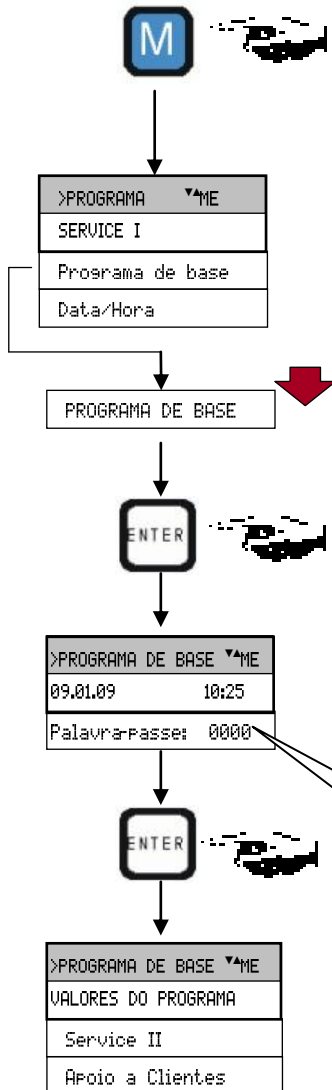 M
>PROGRAMA ▼▲ME
SERVICE I
Programa de base
Data/Hora
PROGRAMA DE BASE
ENTER
>PROGRAMA DE BASE ▼▲ME
09.01.09 10:25
Palavra-passe: 0000
ENTER
>PROGRAMA DE BASE ▼▲ME
VALORES DO PROGRAMA
Service II
Apoio a Clientes